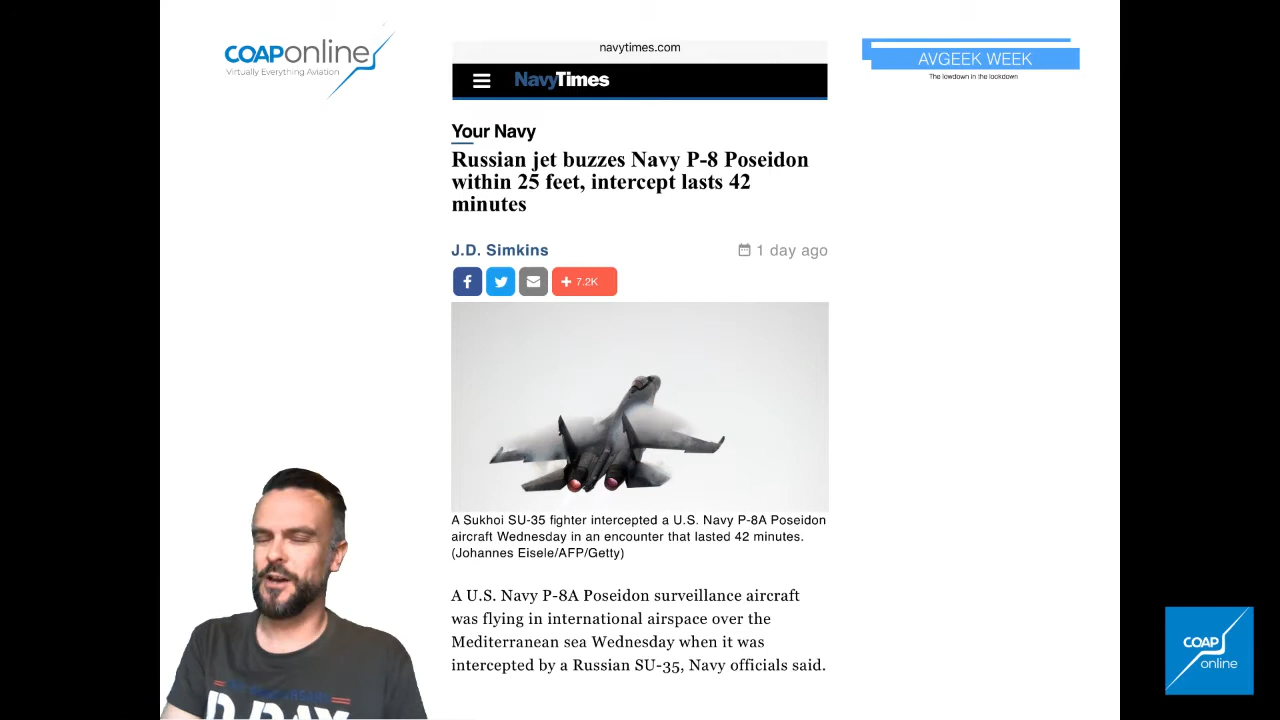 COAPonline
Virtually Everything Aviation
navytimes.com
AVGEEK WEEK
The lowdown in the lockdown
NavyTimes
Your Navy
Russian jet buzzes Navy P-8 Poseidon
within 25 feet, intercept lasts 42
minutes
J.D. Simkins
1 day ago
7.2K
A Sukhoi SU-35 fighter intercepted a U.S. Navy P-8A Poseidon
aircraft Wednesday in an encounter that lasted 42 minutes.
(Johannes Eisele/AFP/Getty)
A U.S. Navy P-8A Poseidon surveillance aircraft
was flying in international airspace over the
Mediterranean sea Wednesday when it was
intercepted by a Russian SU-35, Navy officials said.
D-DAY
COAP
online